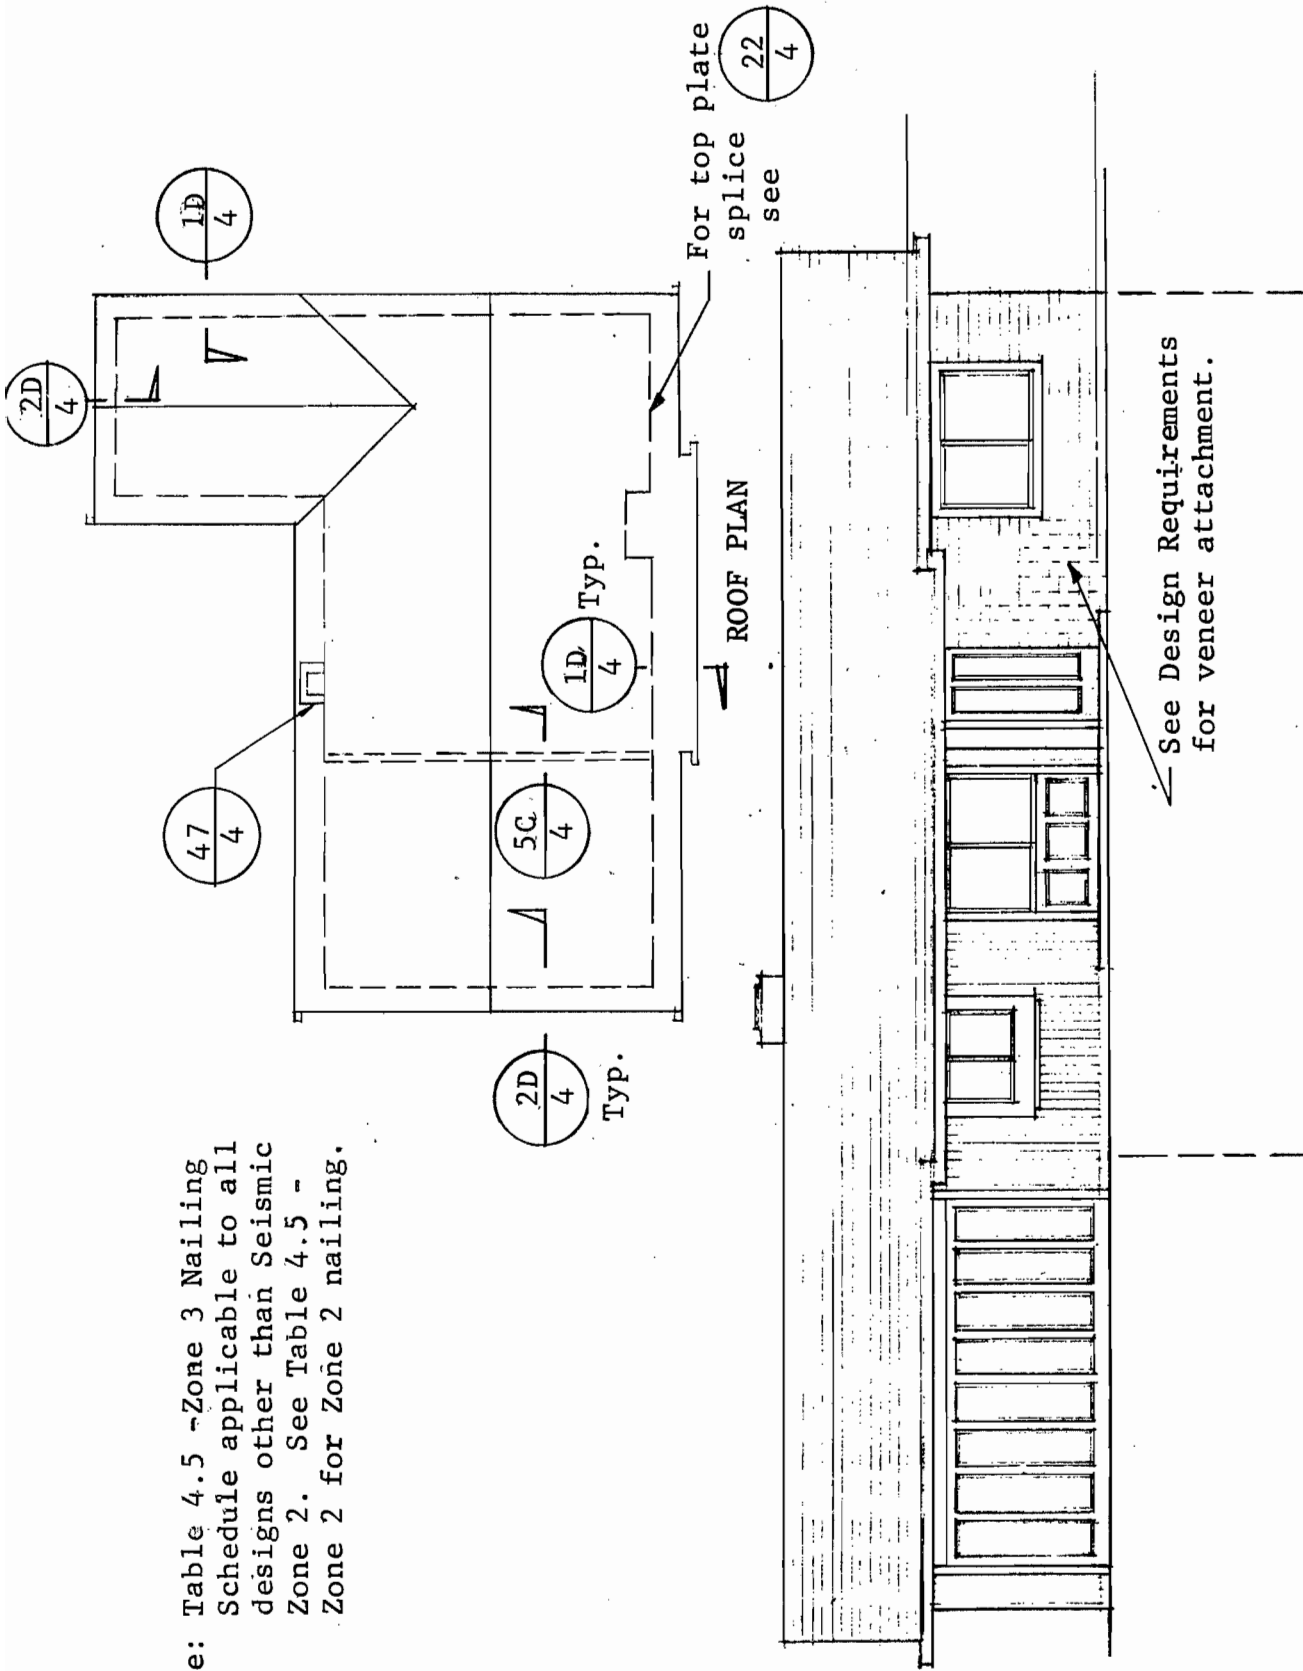 e: Table 4.5 -Zone 3 Nailing
Schedule applicable to all
designs other than Seismic
Zone 2. See Table 4.5 -
Zone 2 for Zone 2 nailing.
2D
4
1D
4
47
4
5C
4
1D
4
Typ.
2D
4
Typ.
For top plate
splice
see
22
4
ROOF PLAN
See Design Requirements
for veneer attachment.